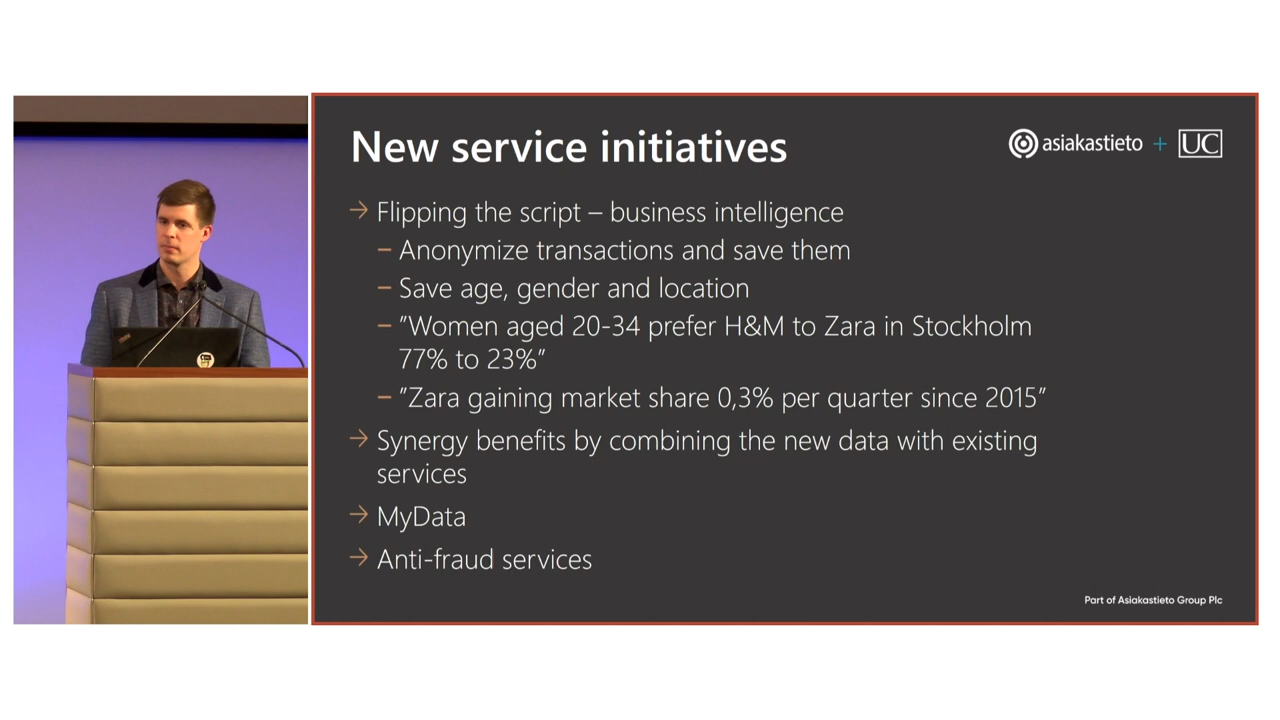 New service initiatives
asiakastieto + UC
→ Flipping the script – business intelligence
– Anonymize transactions and save them
– Save age, gender and location
– ”Women aged 20-34 prefer H&M to Zara in Stockholm
77% to 23%”
– ”Zara gaining market share 0,3% per quarter since 2015”
→ Synergy benefits by combining the new data with existing
services
→ MyData
→ Anti-fraud services
Part of Asiakastieto Group Plc